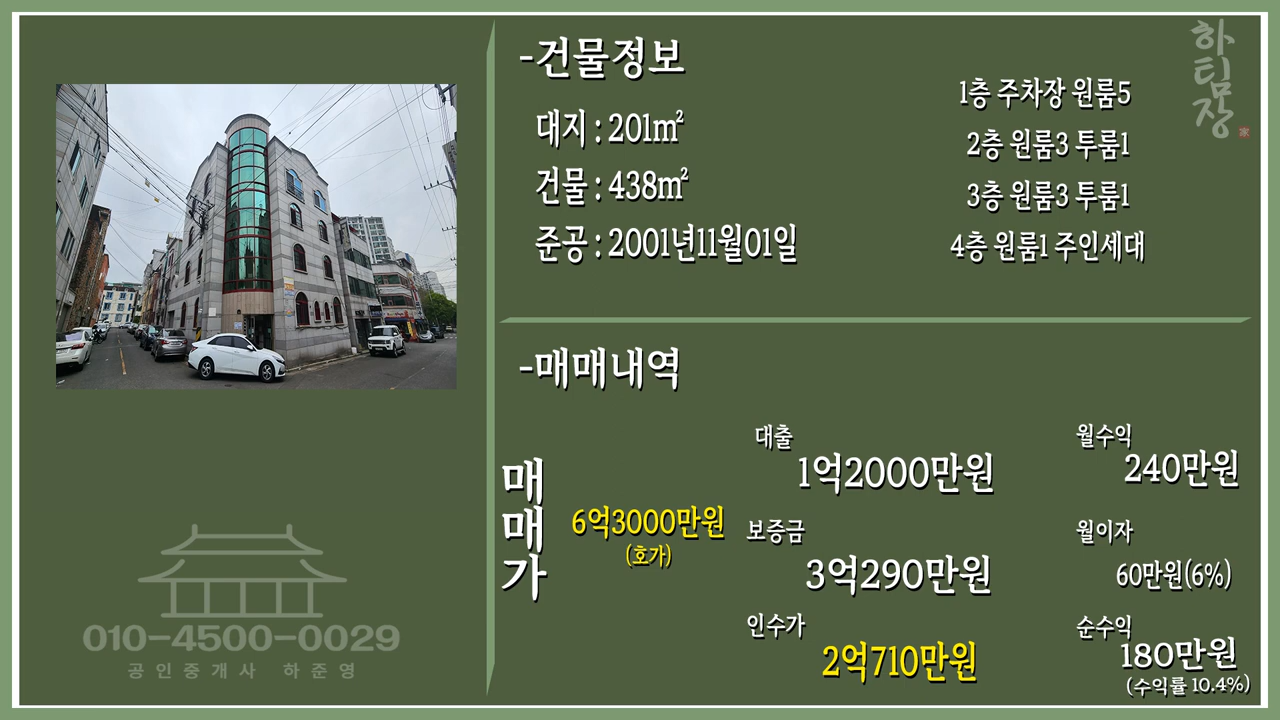 -건물정보
대지 : 201㎡
건물 : 438㎡
준공 : 2001년11월01일
1층 주차장 원룸5
2층 원룸3 투룸1
3층 원룸3 투룸1
4층 원룸1 주인세대
하팀장
家
-매매내역
매매가
6억3000만원
(호가)
대출
1억2000만원
보증금
3억290만원
인수가
2억710만원
월수익
240만원
월이자
60만원(6%)
순수익
180만원
(수익률 10.4%)
010-4500-0029
공인중개사 하준영